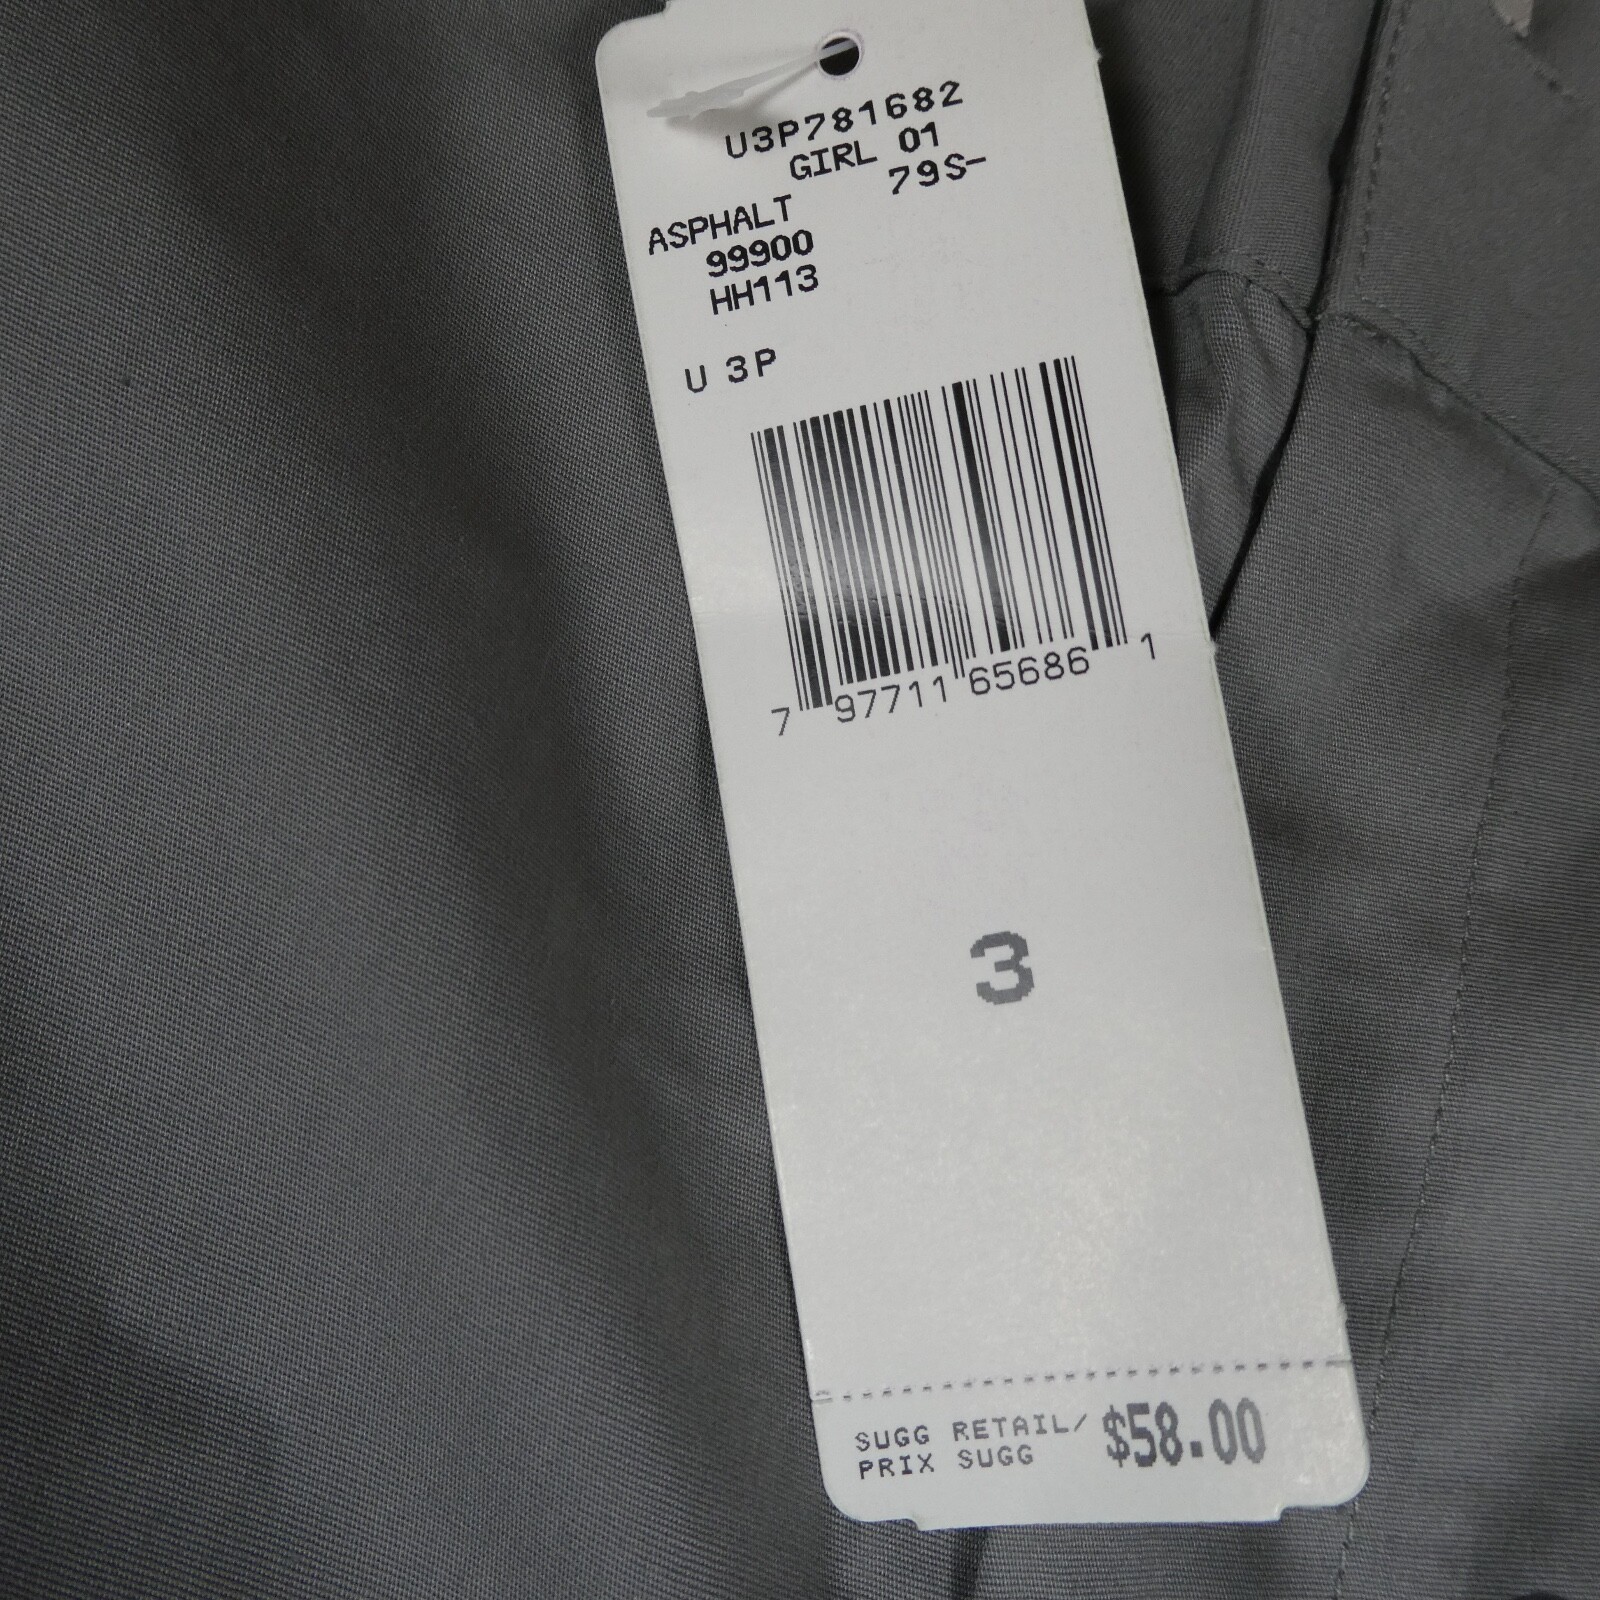 U3P781682
GIRL 01
79S-
ASPHALT
99900
HH113
U 3P
7 97711 65686 1
3
SUGG RETAIL/ $58.00
PRIX SUGG